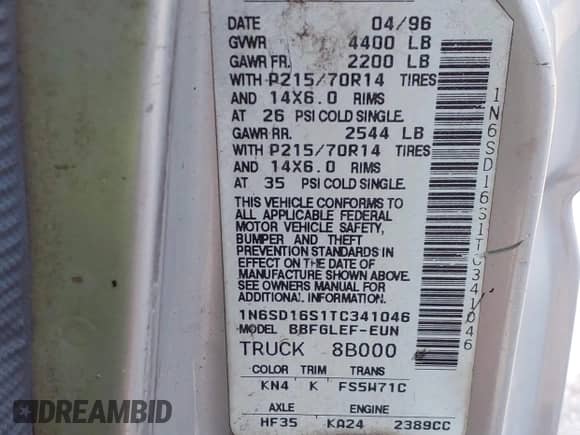 DATE 04/96
GVWR 4400 LB
GAWR FR. 2200 LB
WITH P215/70R14 TIRES
AND 14X6.0 RIMS
AT 26 PSI COLD SINGLE.
GAWR RR. 2544 LB
WITH P215/70R14 TIRES
AND 14X6.0 RIMS
AT 35 PSI COLD SINGLE.
THIS VEHICLE CONFORMS TO
ALL APPLICABLE FEDERAL
MOTOR VEHICLE SAFETY,
BUMPER AND THEFT
PREVENTION STANDARDS IN
EFFECT ON THE DATE OF
MANUFACTURE SHOWN ABOVE.
SEE OWNERS MANUAL FOR
ADDITIONAL INFORMATION.
1N6SD16S1TC341046
MODEL BBFGLEF-EUN
TRUCK 8B000
COLOR TRIM TRANS
KN4 K FS5W71C
AXLE ENGINE
HF35 KA24 2389CC
1N6SD16S1TC341046
DREAMBID